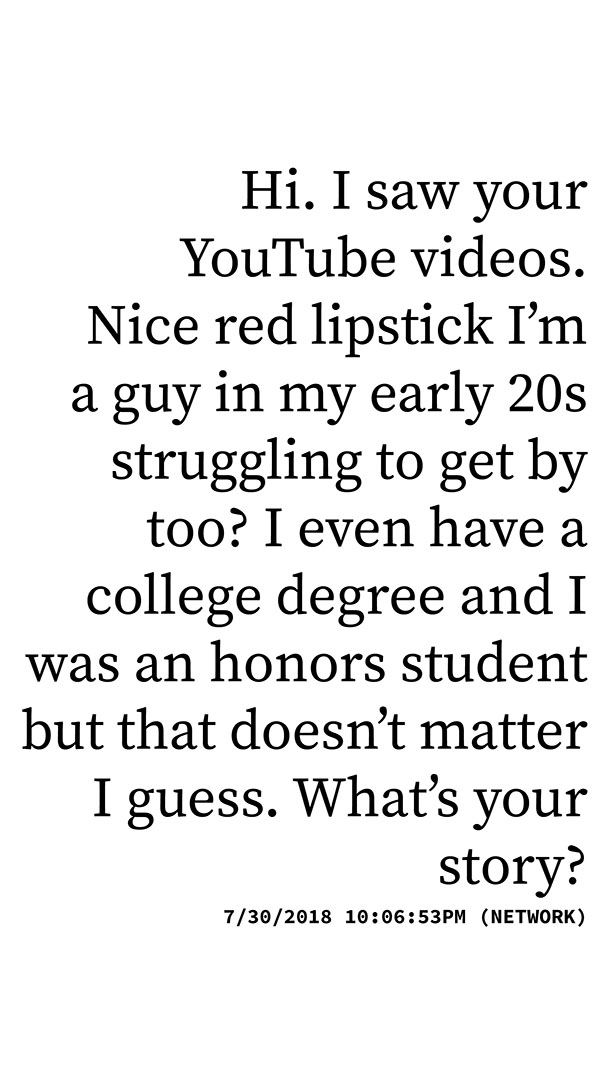 Hi. I saw your
YouTube videos.
Nice red lipstick I’m
a guy in my early 20s
struggling to get by
too? I even have a
college degree and I
was an honors student
but that doesn’t matter
I guess. What’s your
story?
7/30/2018 10:06:53PM (NETWORK)